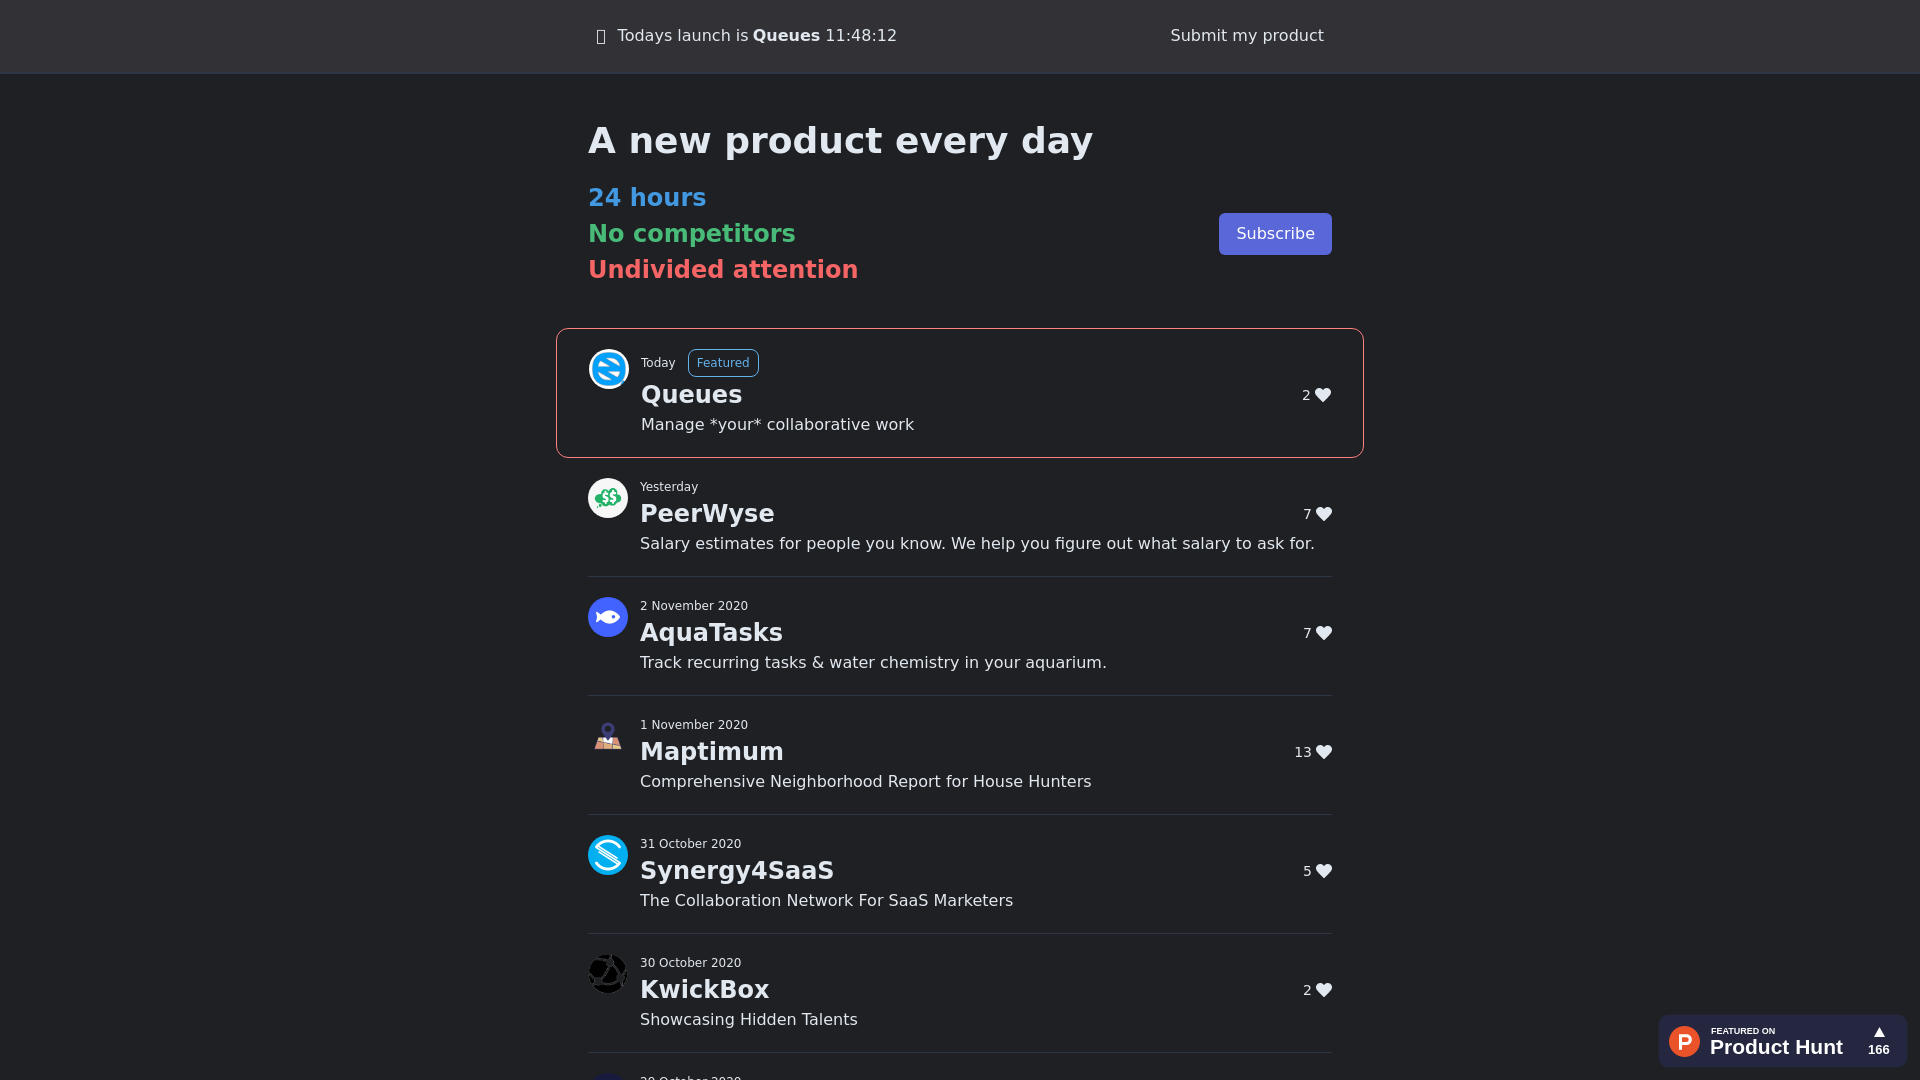 Todays launch is Queues 11:48:12
Submit my product
A new product every day
24 hours
No competitors
Undivided attention
Subscribe
Today
Featured
Queues
2
Manage *your* collaborative work
Yesterday
PeerWyse
7
Salary estimates for people you know. We help you figure out what salary to ask for.
2 November 2020
AquaTasks
7
Track recurring tasks & water chemistry in your aquarium.
1 November 2020
Maptimum
13
Comprehensive Neighborhood Report for House Hunters
31 October 2020
Synergy4SaaS
5
The Collaboration Network For SaaS Marketers
30 October 2020
KwickBox
2
Showcasing Hidden Talents
P
FEATURED ON
Product Hunt
166